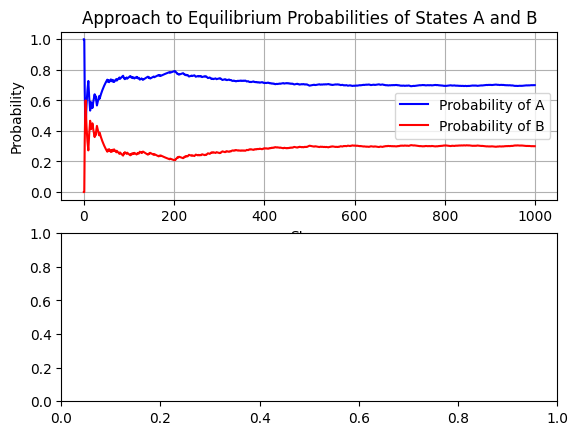 Approach to Equilibrium Probabilities of States A and B
1.0
0.8
0.6
0.4
0.2
0.0
Probability
Probability of A
Probability of B
0 200 400 600 800 1000
1.0
0.8
0.6
0.4
0.2
0.0
0.0 0.2 0.4 0.6 0.8 1.0